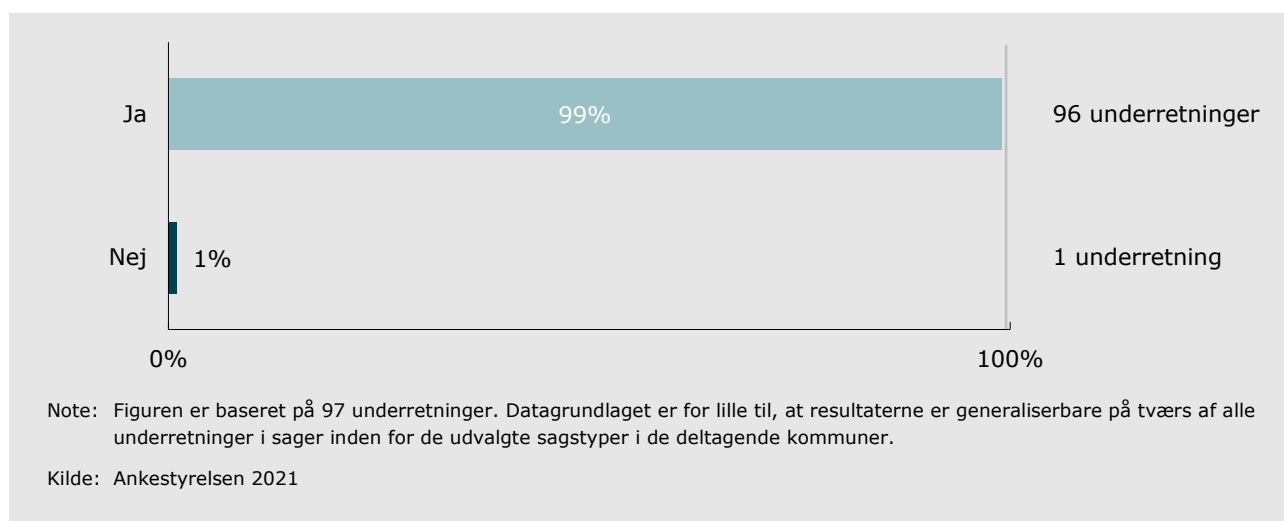 Ja
99%
96 underretninger
Nej
1%
1 underretning
0%
100%
Note: Figuren er baseret på 97 underretninger. Datagrundlaget er for lille til, at resultaterne er generaliserbare på tværs af alle
underretninger i sager inden for de udvalgte sagstyper i de deltagende kommuner.
Kilde: Ankestyrelsen 2021